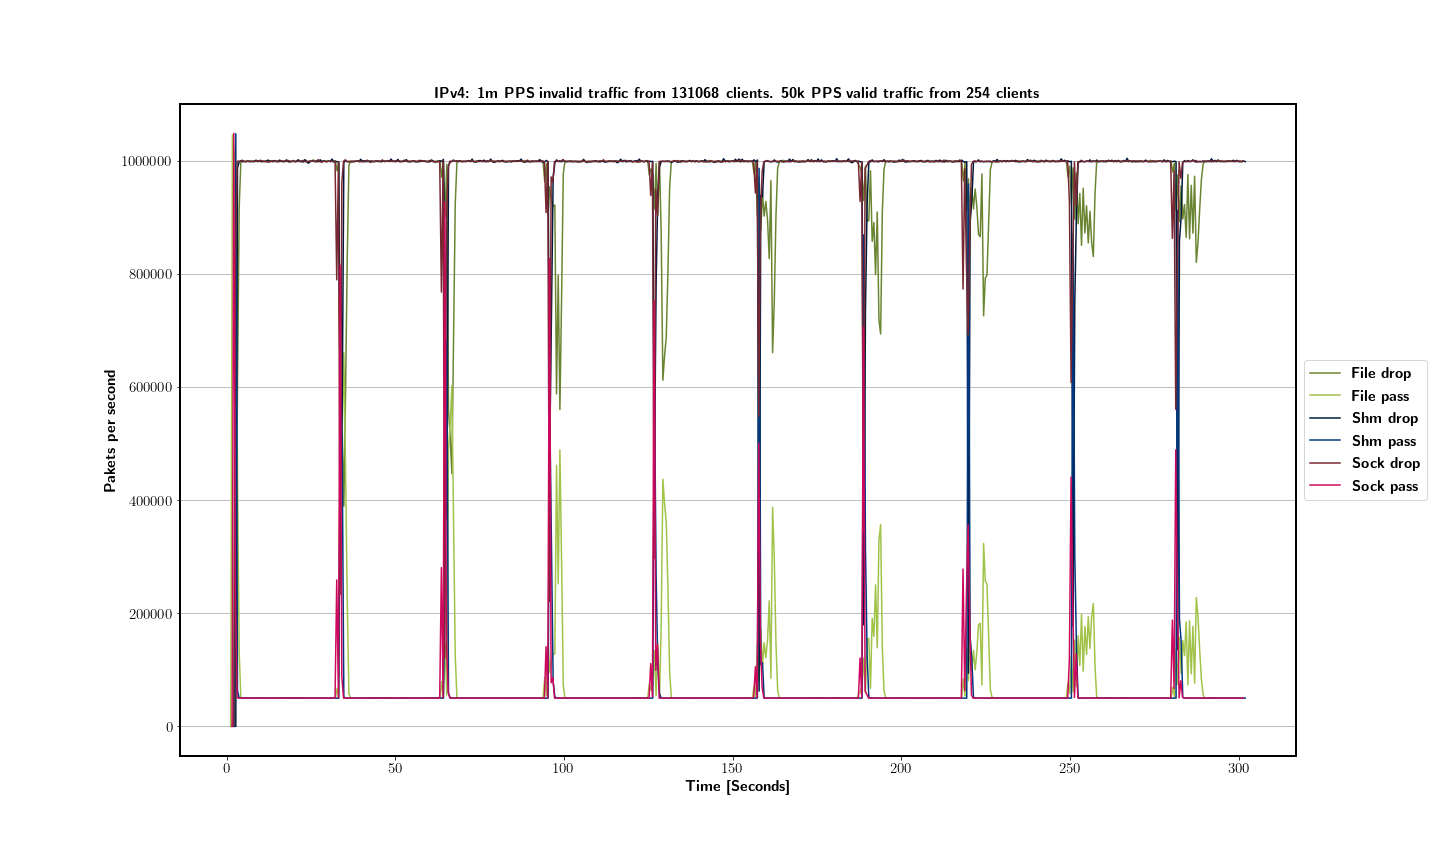 IPv4: 1m PPS invalid traffic from 131068 clients. 50k PPS valid traffic from 254 clients
1000000
800000
600000
400000
200000
0
Pakets per second
0 50 100 150 200 250 300
Time [Seconds]
File drop
File pass
Shm drop
Shm pass
Sock drop
Sock pass